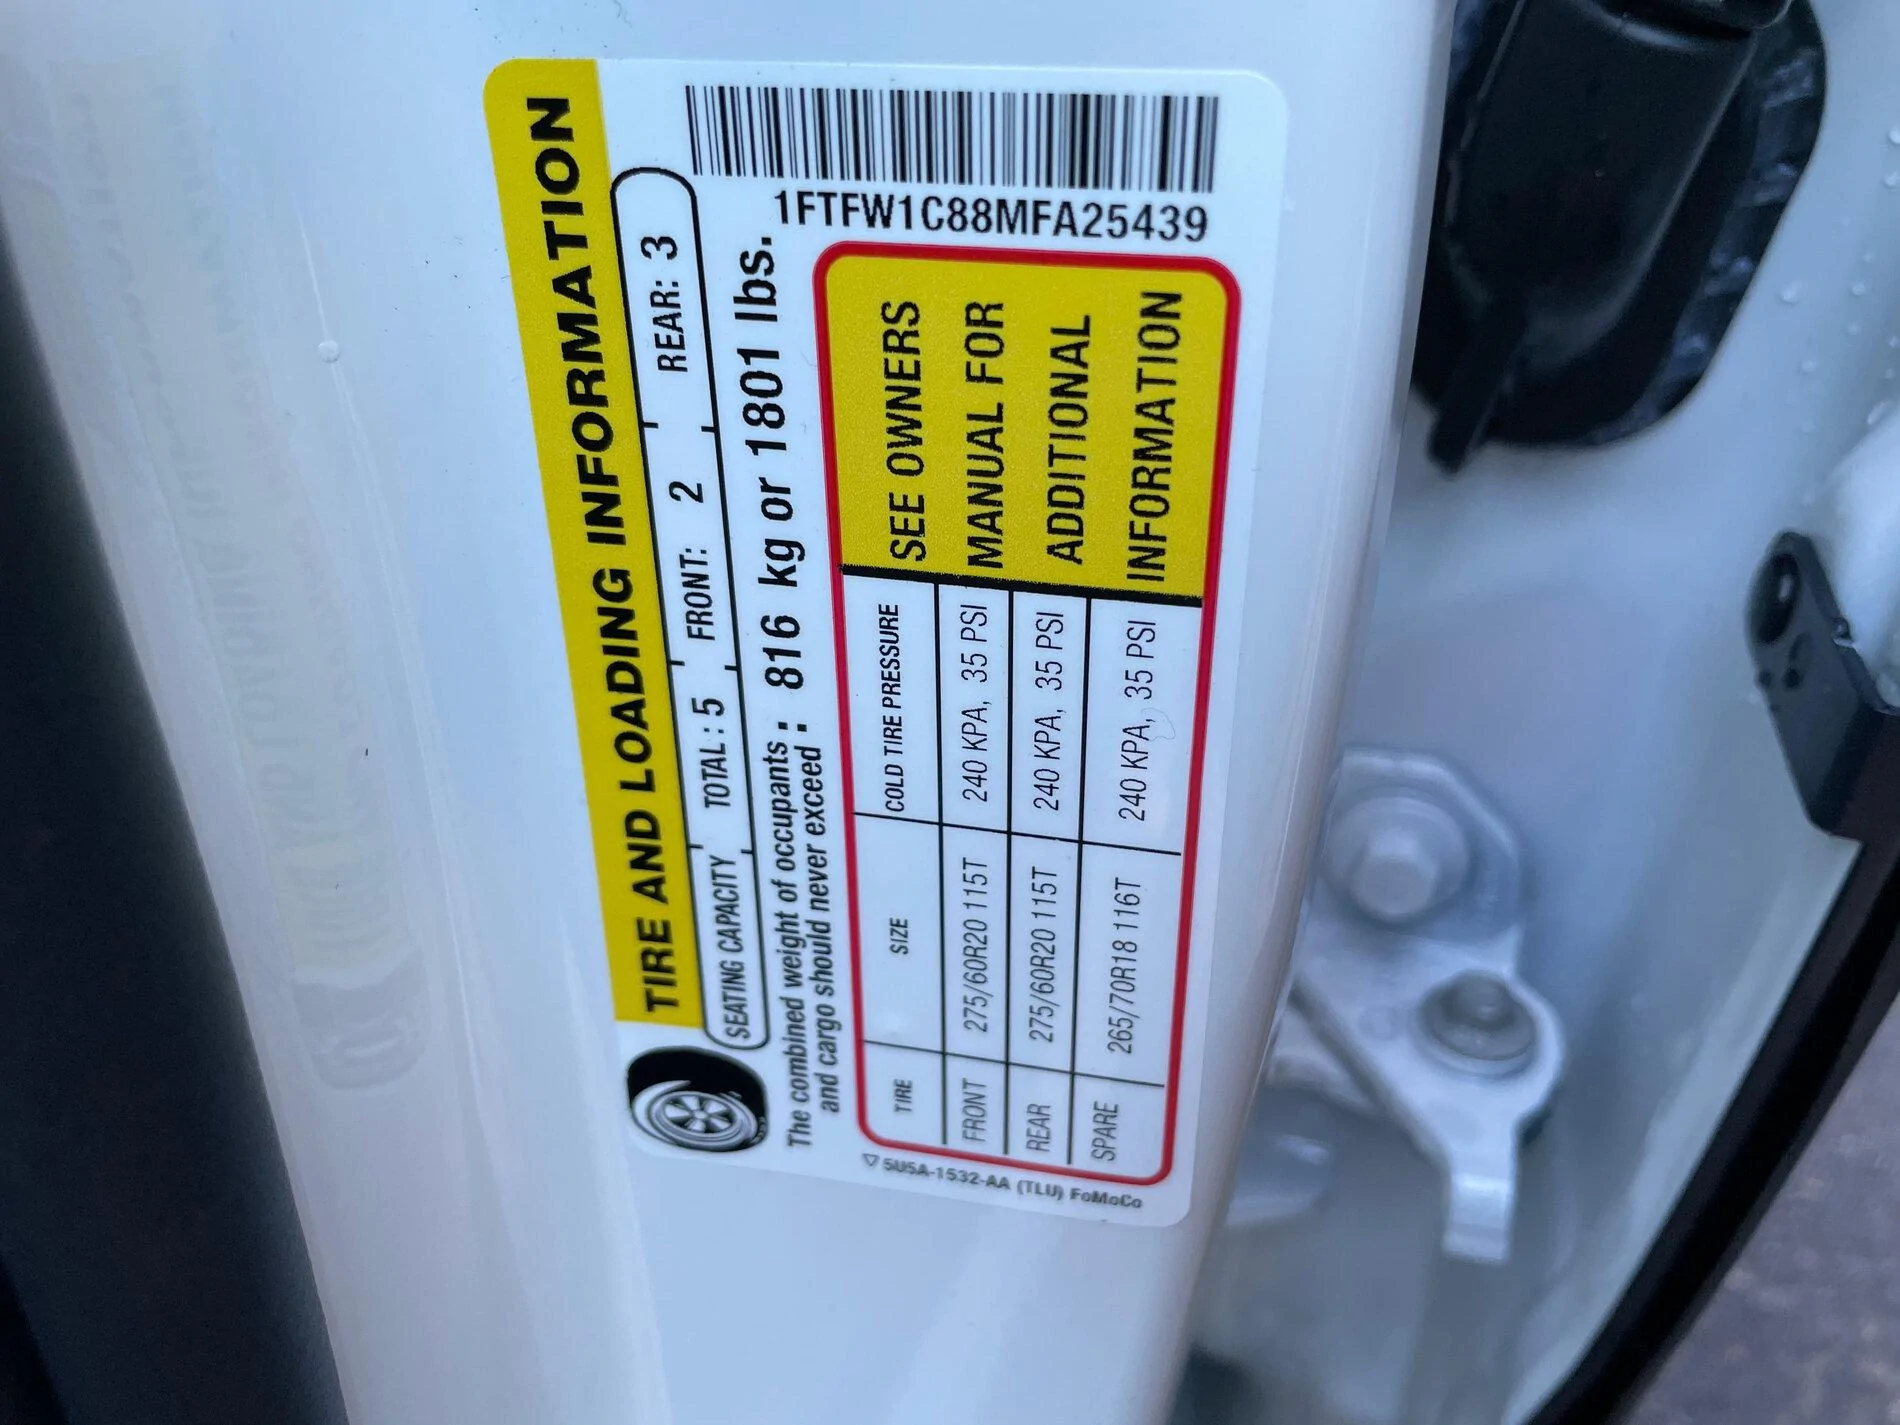 TIRE AND LOADING INFORMATION
SEATING CAPACITY TOTAL : 5 FRONT: 2 REAR: 3
The combined weight of occupants : 816 kg or 1801 lbs.
and cargo should never exceed :
TIRE SIZE COLD TIRE PRESSURE
FRONT 275/60R20 115T 240 KPA, 35 PSI
REAR 275/60R20 115T 240 KPA, 35 PSI
SPARE 265/70R18 116T 240 KPA, 35 PSI
SEE OWNERS
MANUAL FOR
ADDITIONAL
INFORMATION
5U5A-1532-AA (TLU) FoMoCo
1FTFW1C88MFA25439